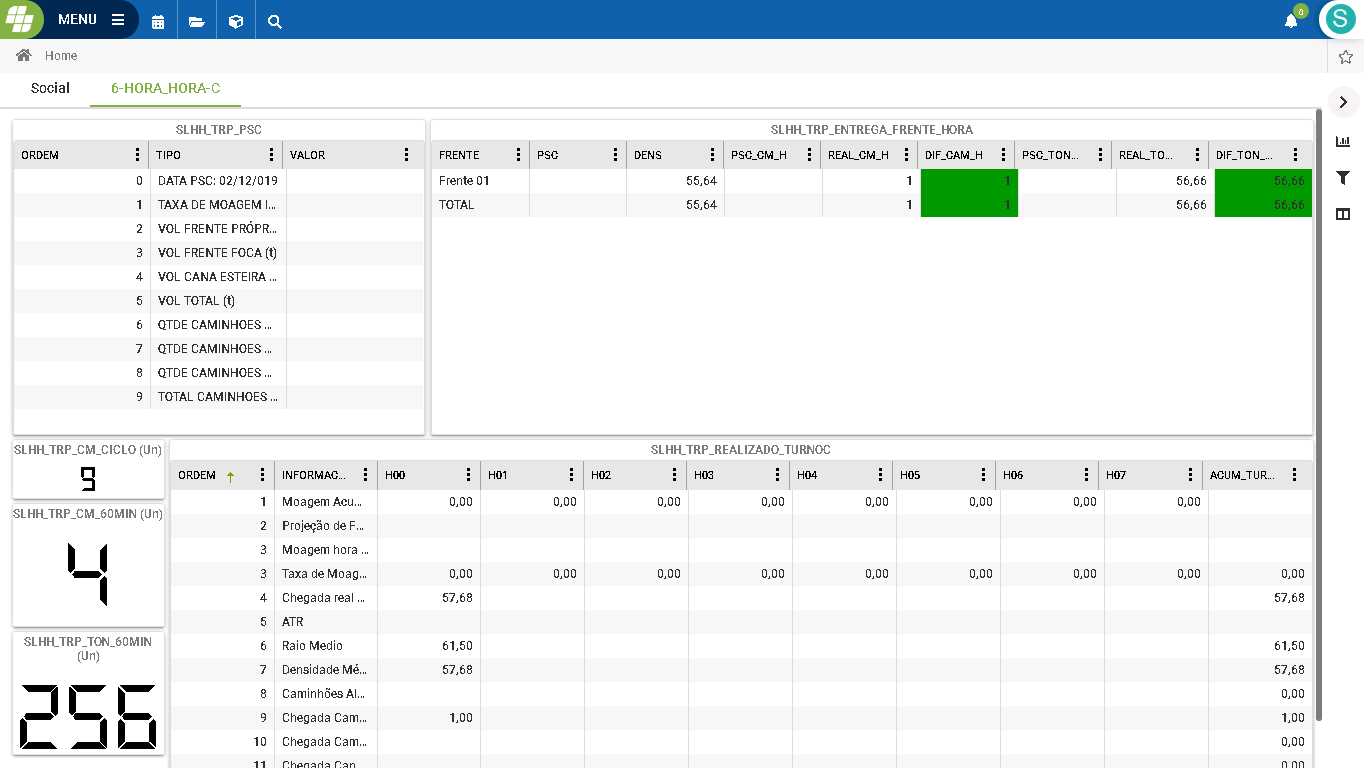 MENU
0
S
Home
Social 6-HORA_HORA-C
SLHH_TRP_PSC
ORDEM TIPO VALOR
0 DATA PSC: 02/12/019
1 TAXA DE MOAGEM I...
2 VOL FRENTE PRÓPR...
3 VOL FRENTE FOCA (t)
4 VOL CANA ESTEIRA ...
5 VOL TOTAL (t)
6 QTDE CAMINHOES ...
7 QTDE CAMINHOES ...
8 QTDE CAMINHOES ...
9 TOTAL CAMINHOES ...
SLHH_TRP_ENTREGA_FRENTE_HORA
FRENTE PSC DENS PSC_CM_H REAL_CM_H DIF_CAM_H PSC_TON... REAL_TO... DIF_TON_...
Frente 01 55,64 1 1 56,66 56,66
TOTAL 55,64 1 1 56,66 56,66
SLHH_TRP_CM_CICLO (Un)
9
SLHH_TRP_CM_60MIN (Un)
4
SLHH_TRP_TON_60MIN
(Un)
256
SLHH_TRP_REALIZADO_TURNOC
ORDEM INFORMAC... H00 H01 H02 H03 H04 H05 H06 H07 ACUM_TUR...
1 Moagem Acu... 0,00 0,00 0,00 0,00 0,00 0,00 0,00 0,00
2 Projeção de F...
3 Moagem hora ...
3 Taxa de Moag... 0,00 0,00 0,00 0,00 0,00 0,00 0,00 0,00 0,00
4 Chegada real ... 57,68 57,68
5 ATR
6 Raio Medio 61,50 61,50
7 Densidade Mé... 57,68 57,68
8 Caminhões Al... 0,00
9 Chegada Cam... 1,00 1,00
10 Chegada Cam... 0,00
11 Chegada Can... 0,00